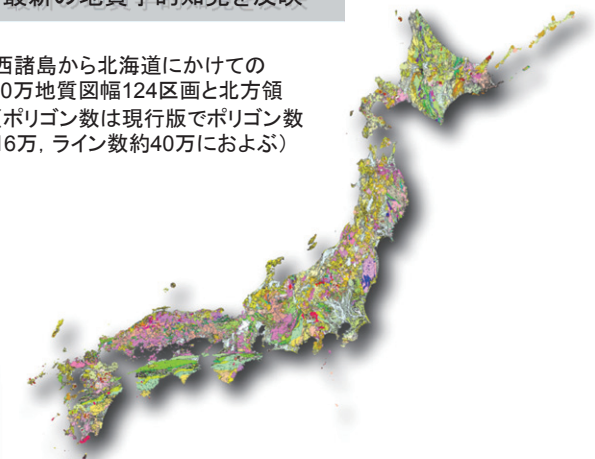 最新の地質学的知見を反映
西諸島から北海道にかけての
0万地質図幅124区画と北方領
（ポリゴン数は現行版でポリゴン数
16万，ライン数約40万におよぶ）